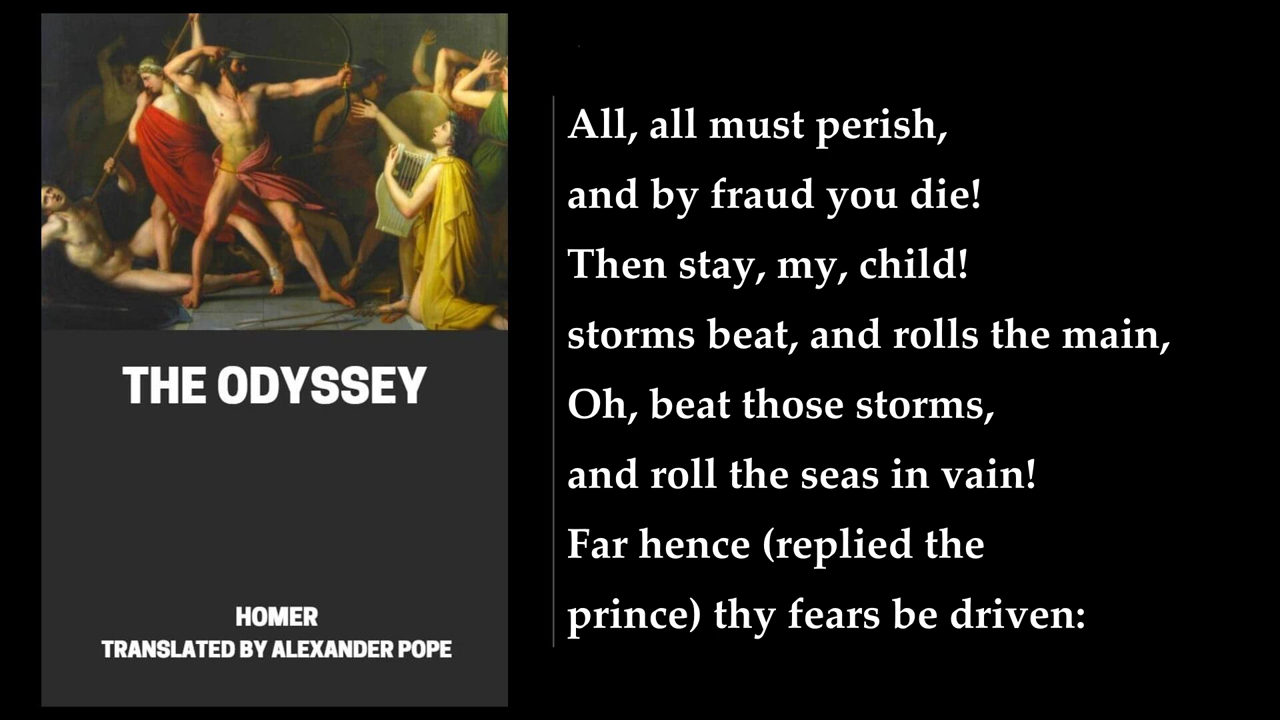 THE ODYSSEY
HOMER
TRANSLATED BY ALEXANDER POPE
All, all must perish,
and by fraud you die!
Then stay, my, child!
storms beat, and rolls the main,
Oh, beat those storms,
and roll the seas in vain!
Far hence (replied the
prince) thy fears be driven: